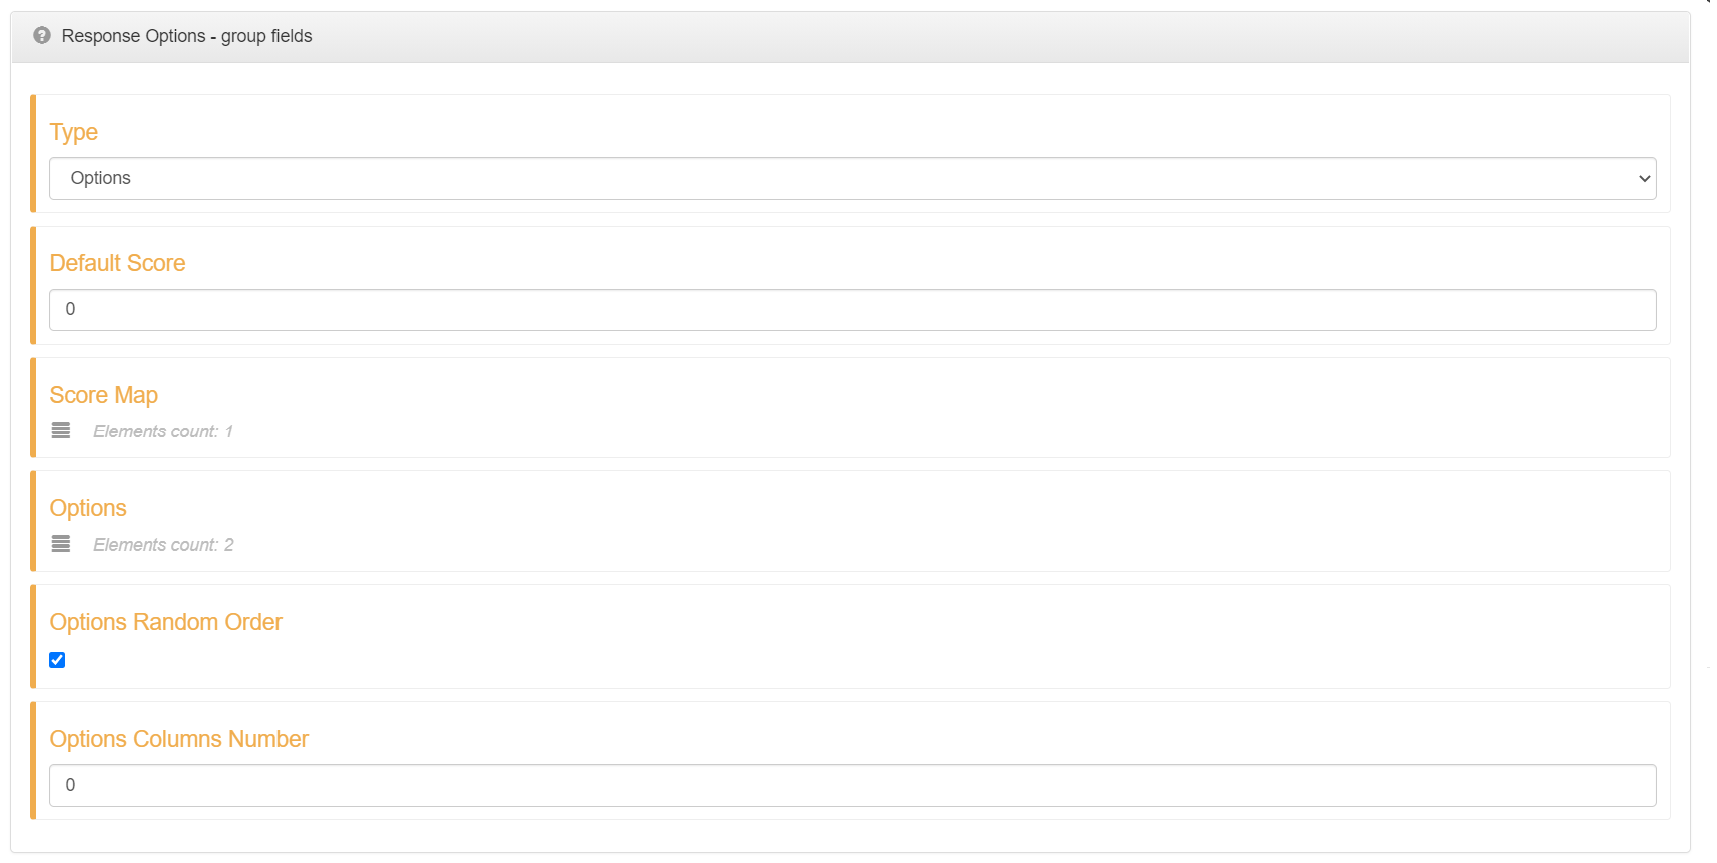 Response Options - group fields
Type
Options
Default Score
0
Score Map
Elements count: 1
Options
Elements count: 2
Options Random Order
Options Columns Number
0